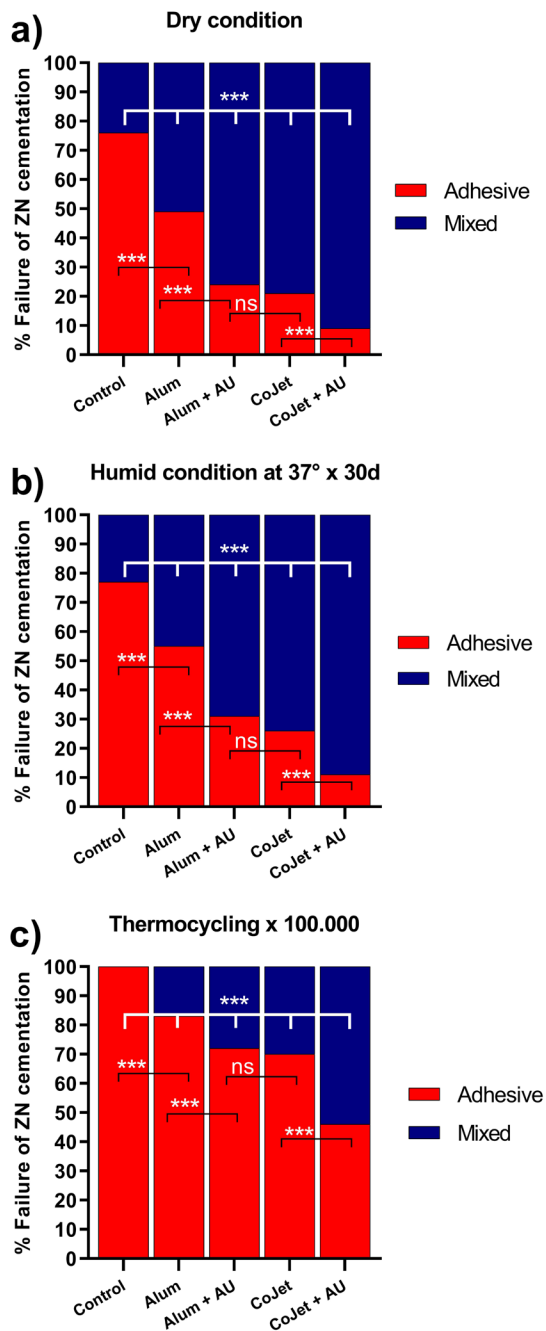 a)
Dry condition
% Failure of ZN cementation
100
90
80
70
60
50
40
30
20
10
0
***
***
***
ns
***
Control
Alum
Alum + AU
CoJet
CoJet + AU
Adhesive
Mixed
b)
Humid condition at 37° x 30d
% Failure of ZN cementation
100
90
80
70
60
50
40
30
20
10
0
***
***
***
ns
***
Control
Alum
Alum + AU
CoJet
CoJet + AU
Adhesive
Mixed
c)
Thermocycling x 100.000
% Failure of ZN cementation
100
90
80
70
60
50
40
30
20
10
0
***
***
***
ns
***
Control
Alum
Alum + AU
CoJet
CoJet + AU
Adhesive
Mixed